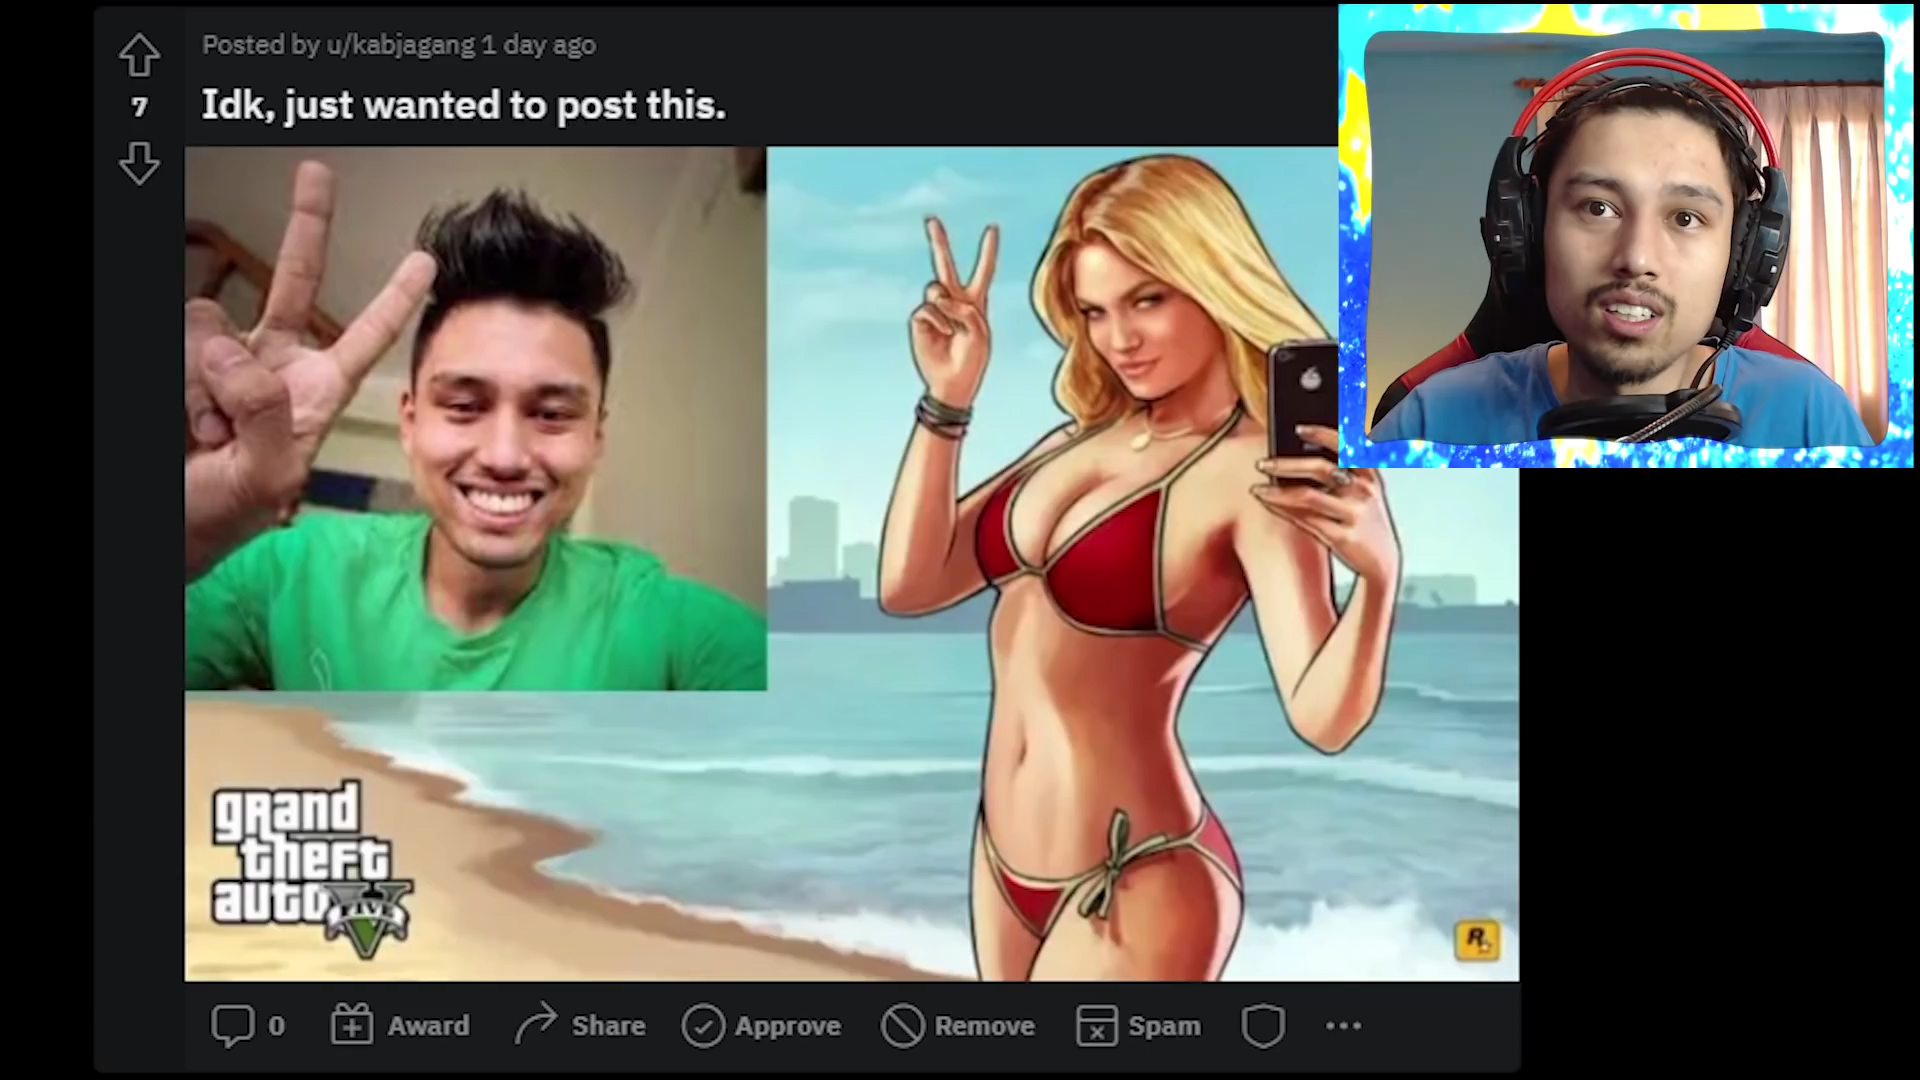 Posted by u/kabjagang 1 day ago
7
Idk, just wanted to post this.
grand
theft
auto V
FIVE
R*
0 Award Share Approve Remove Spam